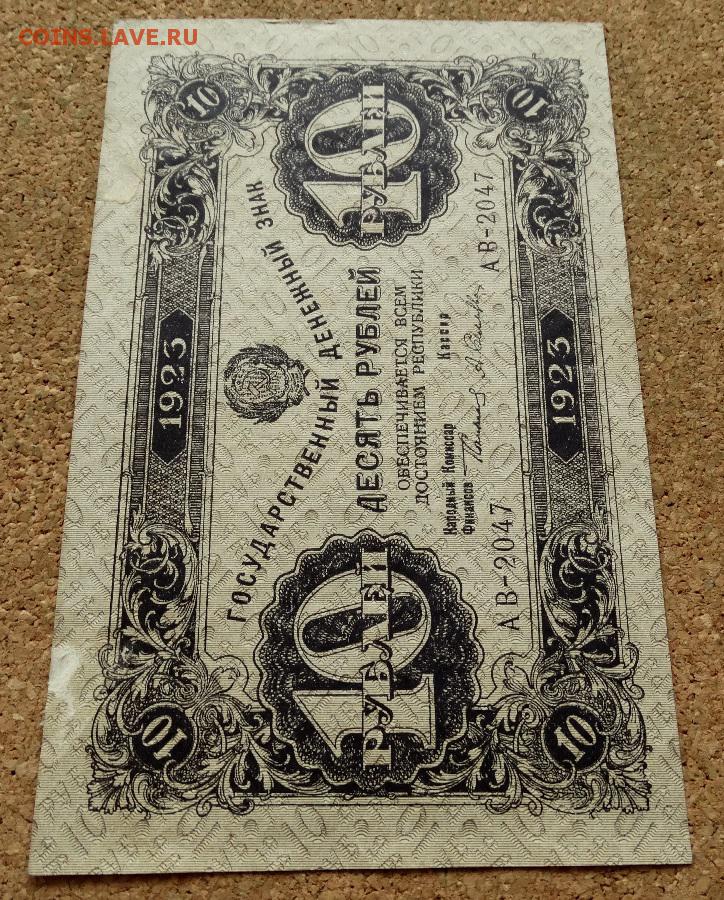 COINS.LAVE.RU
10
10
ГОСУДАРСТВЕННЫЙ ДЕНЕЖНЫЙ ЗНАК
1923
10
РУБЛЕЙ
10
РУБЛЕЙ
ДЕСЯТЬ РУБЛЕЙ
ОБЕСПЕЧИВАЕТСЯ ВСЕМ
ДОСТОЯНИЕМ РЕСПУБЛИКИ
Народный Комиссар
Финансов
Кассир
АВ-2047
АВ-2047
1923
10
10